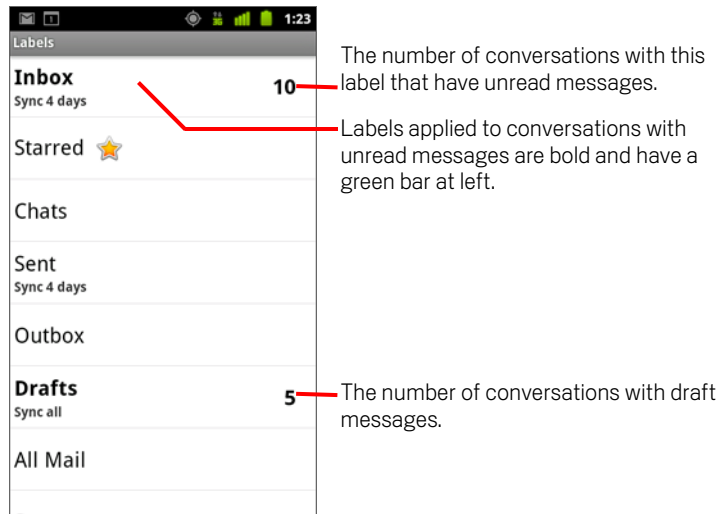 1:23
Labels
Inbox
Sync 4 days
10
The number of conversations with this
label that have unread messages.
Labels applied to conversations with
unread messages are bold and have a
green bar at left.
Starred
Chats
Sent
Sync 4 days
Outbox
Drafts
Sync all
5
The number of conversations with draft
messages.
All Mail